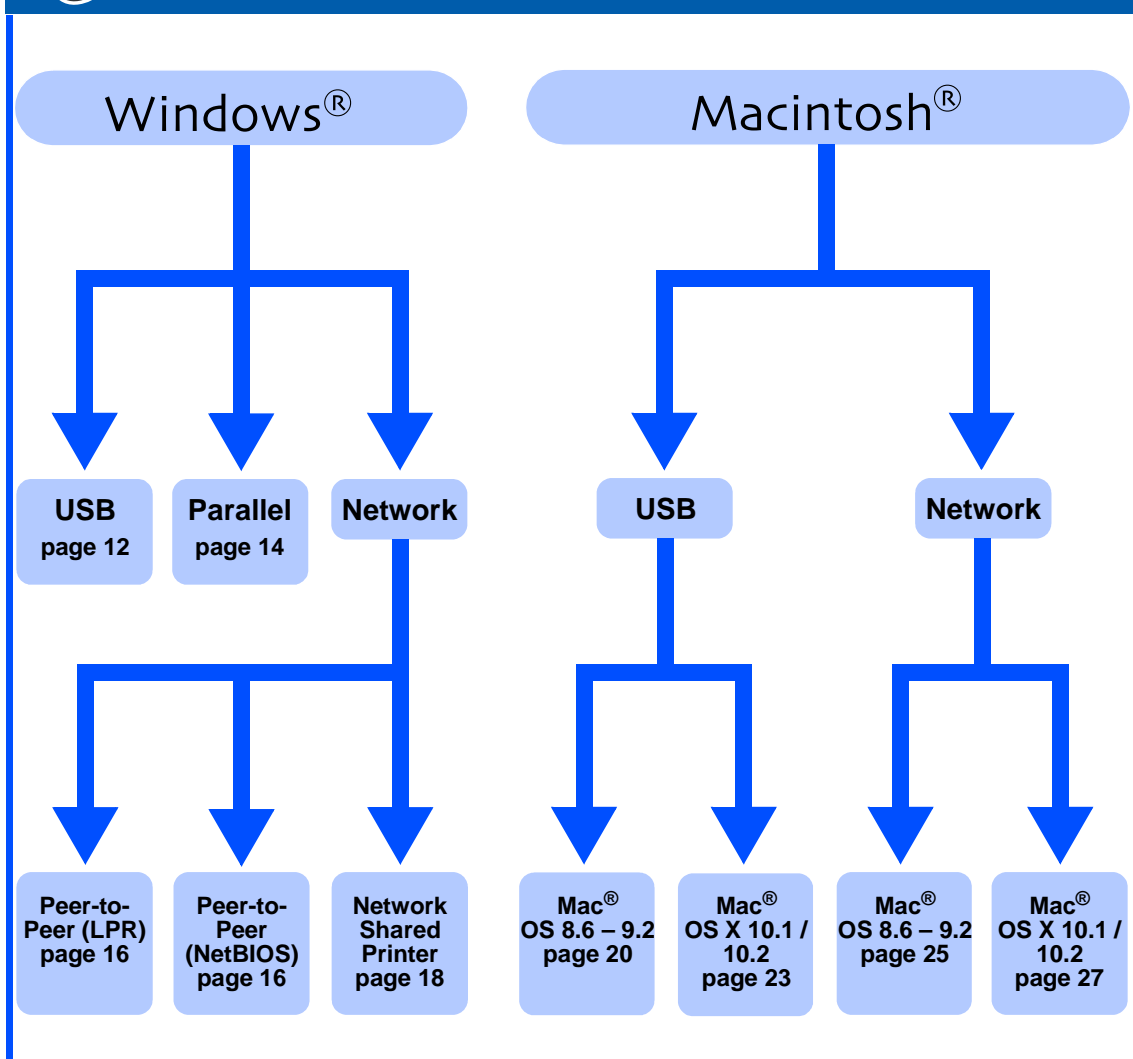 Windows®
Macintosh®
USB
page 12
Parallel
page 14
Network
USB
Network
Peer-to-
Peer (LPR)
page 16
Peer-to-
Peer
(NetBIOS)
page 16
Network
Shared
Printer
page 18
Mac®
OS 8.6 – 9.2
page 20
Mac®
OS X 10.1 /
10.2
page 23
Mac®
OS 8.6 – 9.2
page 25
Mac®
OS X 10.1 /
10.2
page 27